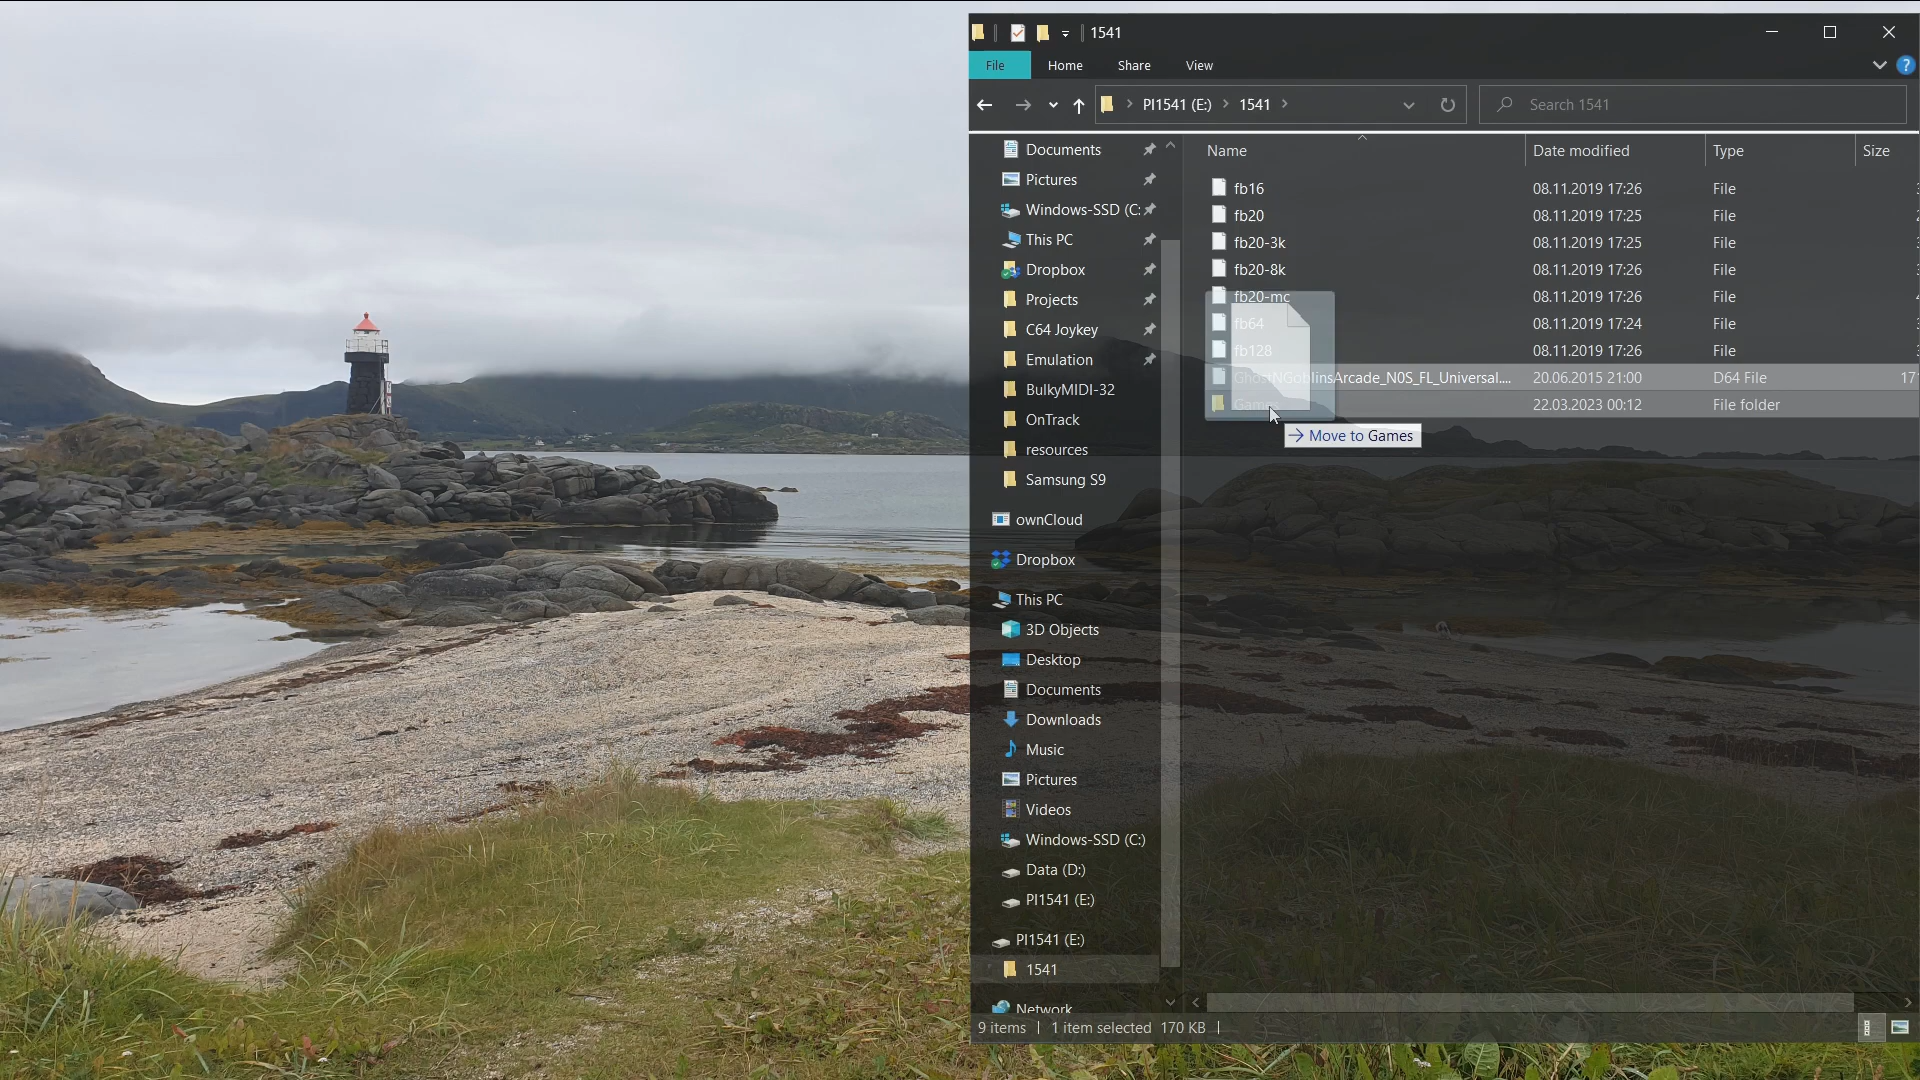 1541
File Home Share View
PI1541 (E:) 1541 Search 1541
Name Date modified Type Size
Documents
Pictures
Windows-SSD (C:
This PC
Dropbox
Projects
C64 Joykey
Emulation
BulkyMIDI-32
OnTrack
resources
Samsung S9
ownCloud
Dropbox
This PC
3D Objects
Desktop
Documents
Downloads
Music
Pictures
Videos
Windows-SSD (C:)
Data (D:)
PI1541 (E:)
PI1541 (E:)
1541
Network
fb16 08.11.2019 17:26 File
fb20 08.11.2019 17:25 File
fb20-3k 08.11.2019 17:25 File
fb20-8k 08.11.2019 17:26 File
fb20-mc 08.11.2019 17:26 File
fb64 08.11.2019 17:24 File
fb128 08.11.2019 17:26 File
GhostNGoblinsArcade_N0S_FL_Universal.... 20.06.2015 21:00 D64 File 17
Games 22.03.2023 00:12 File folder
Move to Games
9 items 1 item selected 170 KB